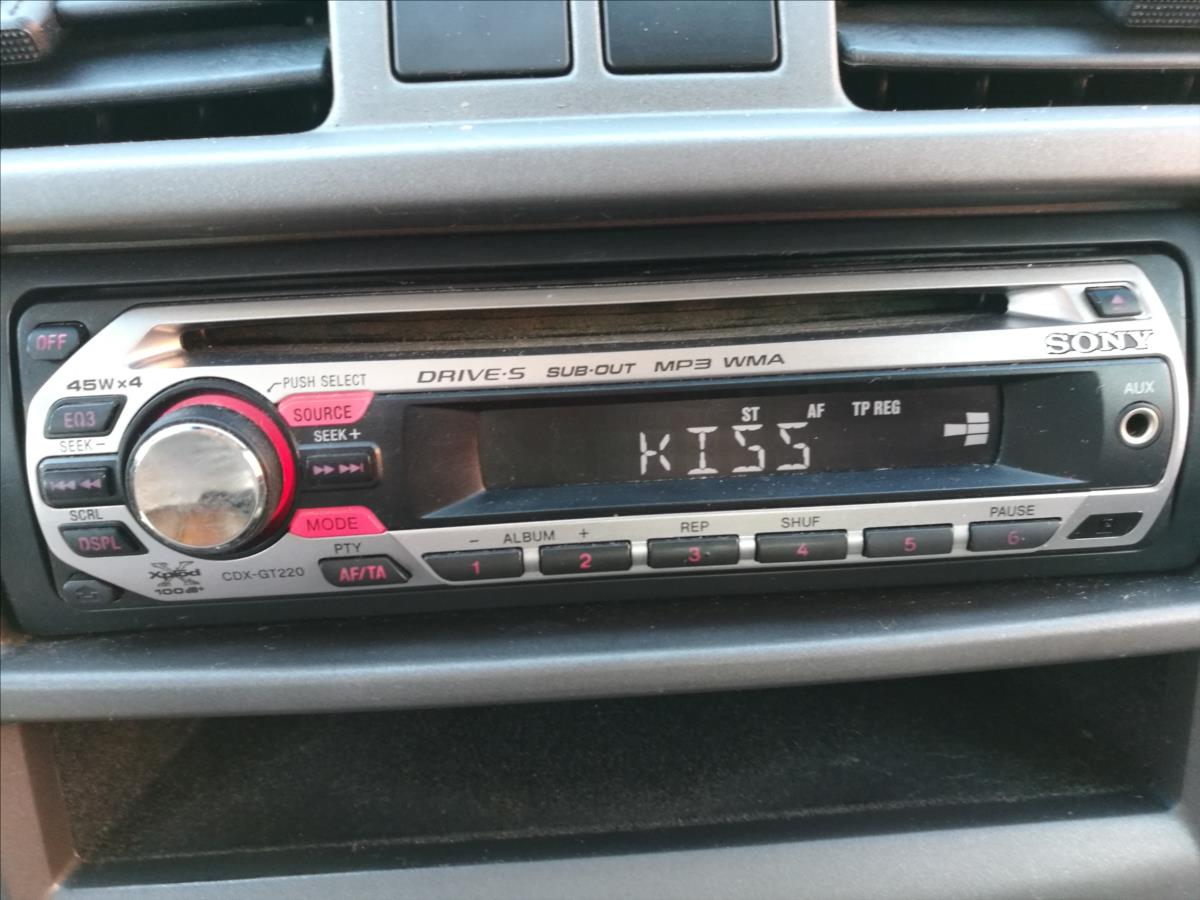 OFF
SONY
45W×4
PUSH SELECT
DRIVE·S SUB·OUT MP3 WMA
EQ3
SOURCE
ST AF TP REG
AUX
SEEK −
SEEK +
KISS
SCRL
DSPL
MODE
PTY
AF/TA
− ALBUM + REP SHUF PAUSE
1 2 3 4 5 6
Xplod
CDX-GT220